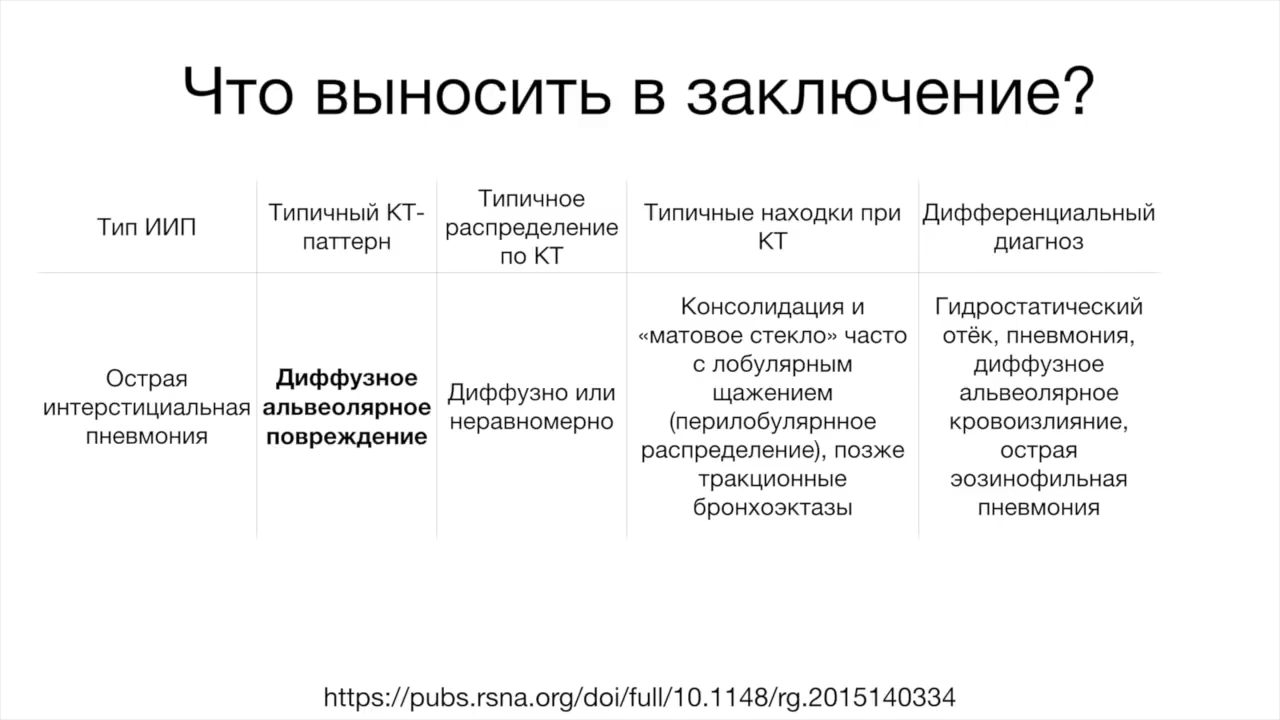 Что выносить в заключение?
Тип ИИП
Типичный КТ-
паттерн
Типичное
распределение
по КТ
Типичные находки при
КТ
Дифференциальный
диагноз
Острая
интерстициальная
пневмония
Диффузное
альвеолярное
повреждение
Диффузно или
неравномерно
Консолидация и
«матовое стекло» часто
с лобулярным
щажением
(перилобулярнное
распределение), позже
тракционные
бронхоэктазы
Гидростатический
отёк, пневмония,
диффузное
альвеолярное
кровоизлияние,
острая
эозинофильная
пневмония
https://pubs.rsna.org/doi/full/10.1148/rg.2015140334